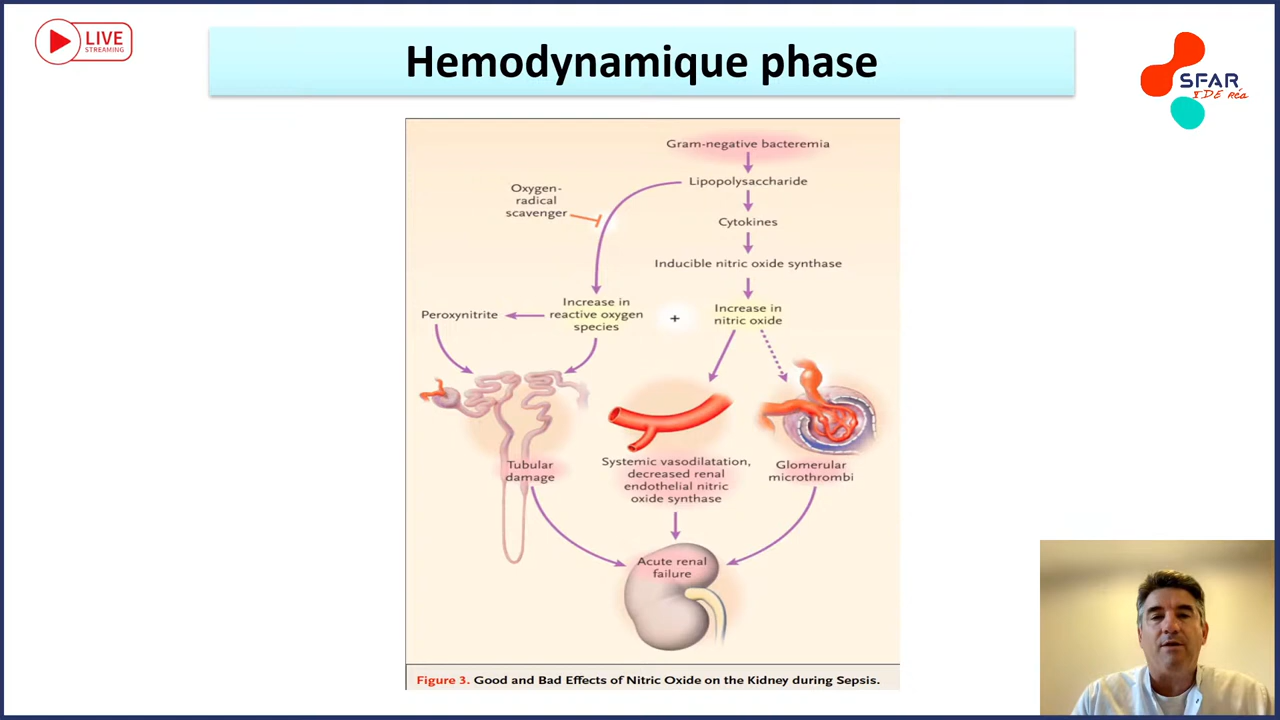 LIVE
STREAMING
Hemodynamique phase
SFAR
IDE Réa
Gram-negative bacteremia
Lipopolysaccharide
Oxygen-
radical
scavenger
Cytokines
Inducible nitric oxide synthase
Peroxynitrite
Increase in
reactive oxygen
species
+
Increase in
nitric oxide
Tubular
damage
Systemic vasodilatation,
decreased renal
endothelial nitric
oxide synthase
Glomerular
microthrombi
Acute renal
failure
Figure 3. Good and Bad Effects of Nitric Oxide on the Kidney during Sepsis.